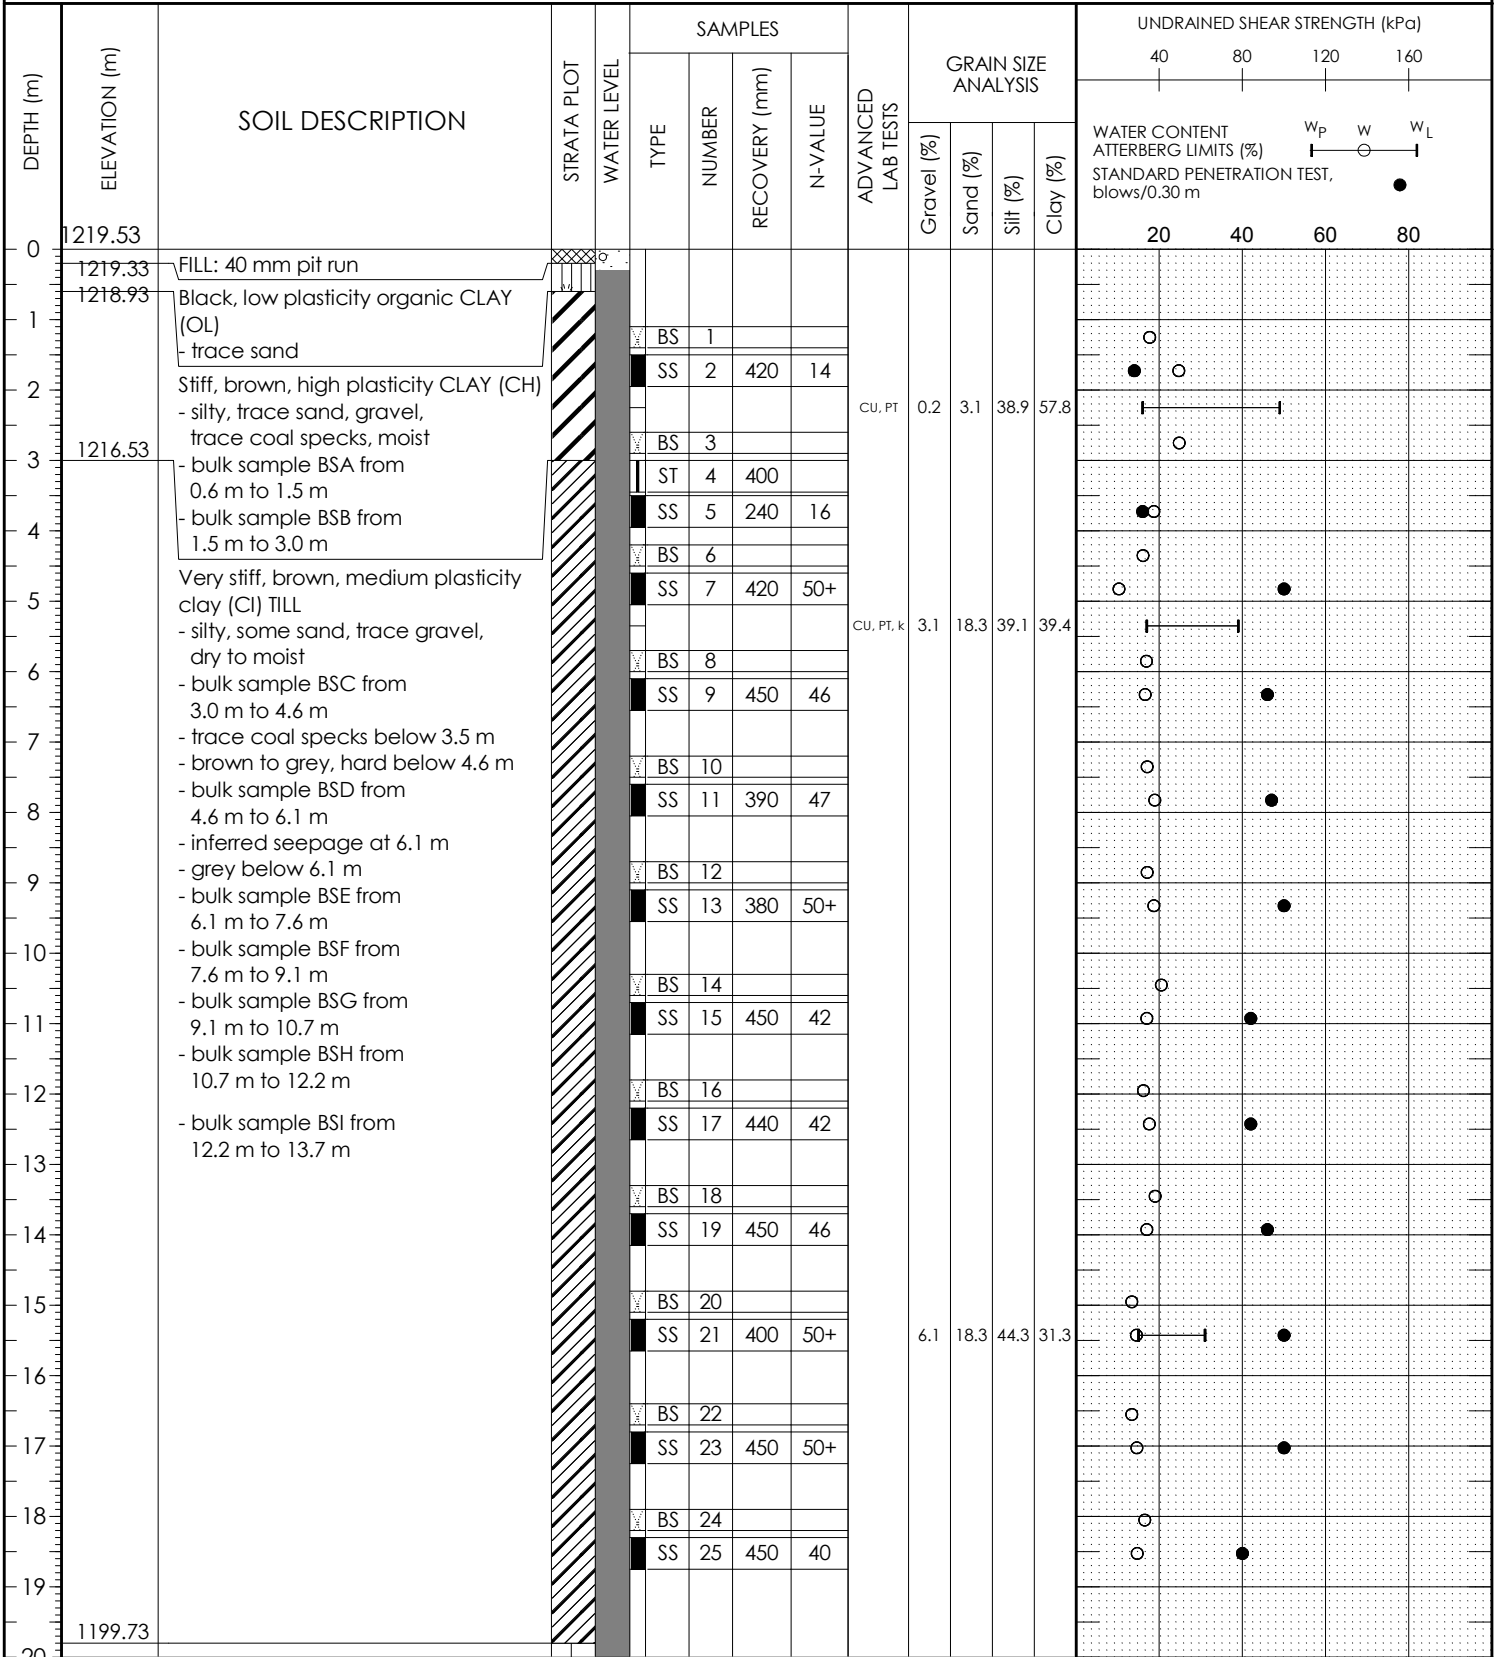 DEPTH (m)
ELEVATION (m)
SOIL DESCRIPTION
STRATA PLOT
WATER LEVEL
SAMPLES
TYPE
NUMBER
RECOVERY (mm)
N-VALUE
ADVANCED
LAB TESTS
GRAIN SIZE
ANALYSIS
Gravel (%)
Sand (%)
Silt (%)
Clay (%)
UNDRAINED SHEAR STRENGTH (kPa)
40 80 120 160
WATER CONTENT
ATTERBERG LIMITS (%)
WP W WL
STANDARD PENETRATION TEST,
blows/0.30 m
20 40 60 80
0
1219.53
1219.33
FILL: 40 mm pit run
1218.93
Black, low plasticity organic CLAY
(OL)
- trace sand
1
BS 1
SS 2 420 14
Stiff, brown, high plasticity CLAY (CH)
- silty, trace sand, gravel,
trace coal specks, moist
2
CU, PT 0.2 3.1 38.9 57.8
BS 3
1216.53
- bulk sample BSA from
0.6 m to 1.5 m
- bulk sample BSB from
1.5 m to 3.0 m
3
ST 4 400
SS 5 240 16
4
BS 6
Very stiff, brown, medium plasticity
clay (CI) TILL
- silty, some sand, trace gravel,
dry to moist
SS 7 420 50+
5
CU, PT, k 3.1 18.3 39.1 39.4
BS 8
6
- bulk sample BSC from
3.0 m to 4.6 m
SS 9 450 46
- trace coal specks below 3.5 m
- brown to grey, hard below 4.6 m
7
BS 10
- bulk sample BSD from
4.6 m to 6.1 m
SS 11 390 47
8
- inferred seepage at 6.1 m
- grey below 6.1 m
BS 12
9
- bulk sample BSE from
6.1 m to 7.6 m
SS 13 380 50+
- bulk sample BSF from
7.6 m to 9.1 m
10
BS 14
- bulk sample BSG from
9.1 m to 10.7 m
11
SS 15 450 42
- bulk sample BSH from
10.7 m to 12.2 m
12
BS 16
- bulk sample BSI from
12.2 m to 13.7 m
SS 17 440 42
13
BS 18
14
SS 19 450 46
15
BS 20
SS 21 400 50+ 6.1 18.3 44.3 31.3
16
BS 22
17
SS 23 450 50+
18
BS 24
SS 25 450 40
19
1199.73
20